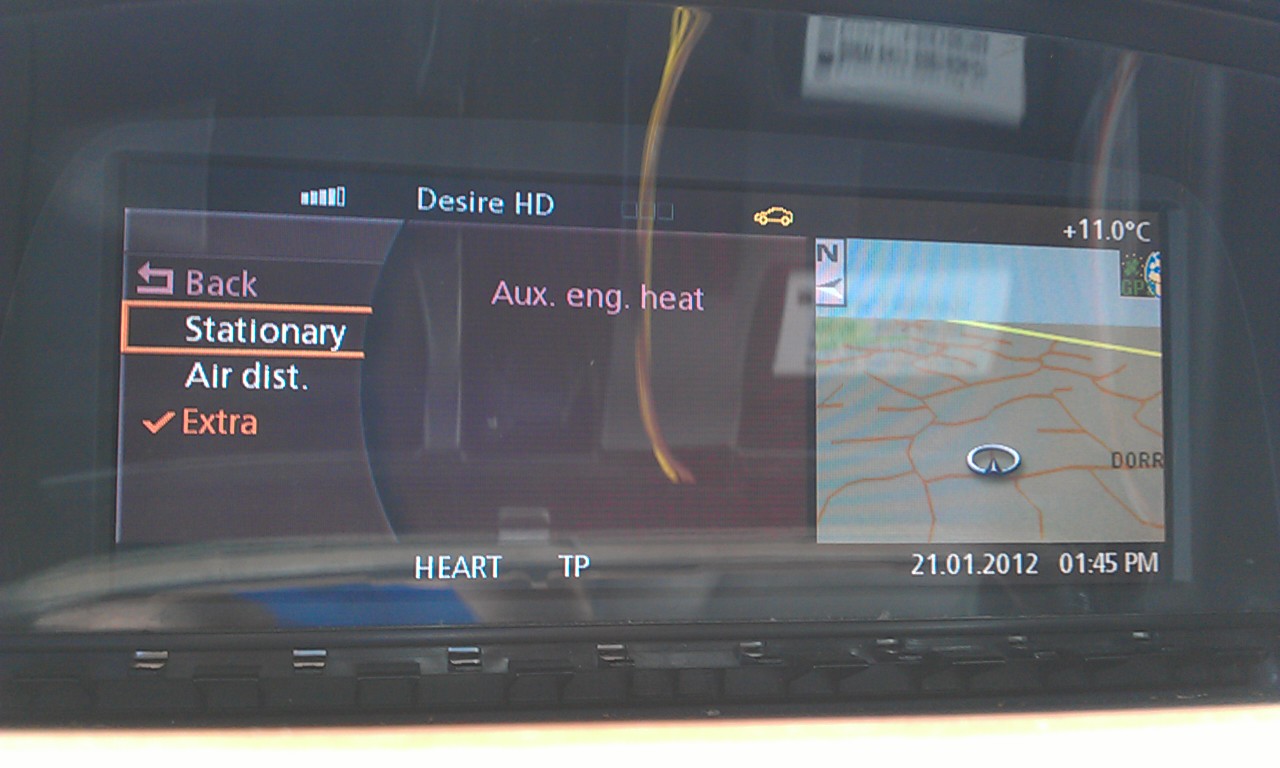 Desire HD
+11.0°C
Back
Stationary
Air dist.
Extra
Aux. eng. heat
N
GP
DORR
HEART TP
21.01.2012 01:45 PM